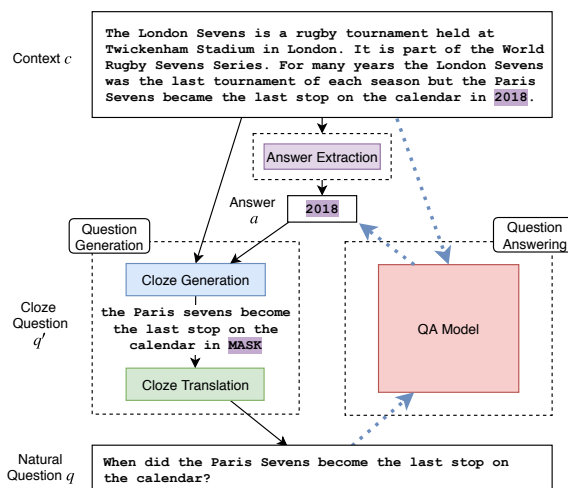 The London Sevens is a rugby tournament held at
Twickenham Stadium in London. It is part of the World
Rugby Sevens Series. For many years the London Sevens
was the last tournament of each season but the Paris
Sevens became the last stop on the calendar in 2018.
Context c
Answer Extraction
Answer
a
2018
Question
Generation
Question
Answering
Cloze Generation
Cloze
Question
q'
the Paris sevens become
the last stop on the
calendar in MASK
QA Model
Cloze Translation
Natural
Question q
When did the Paris Sevens become the last stop on
the calendar?